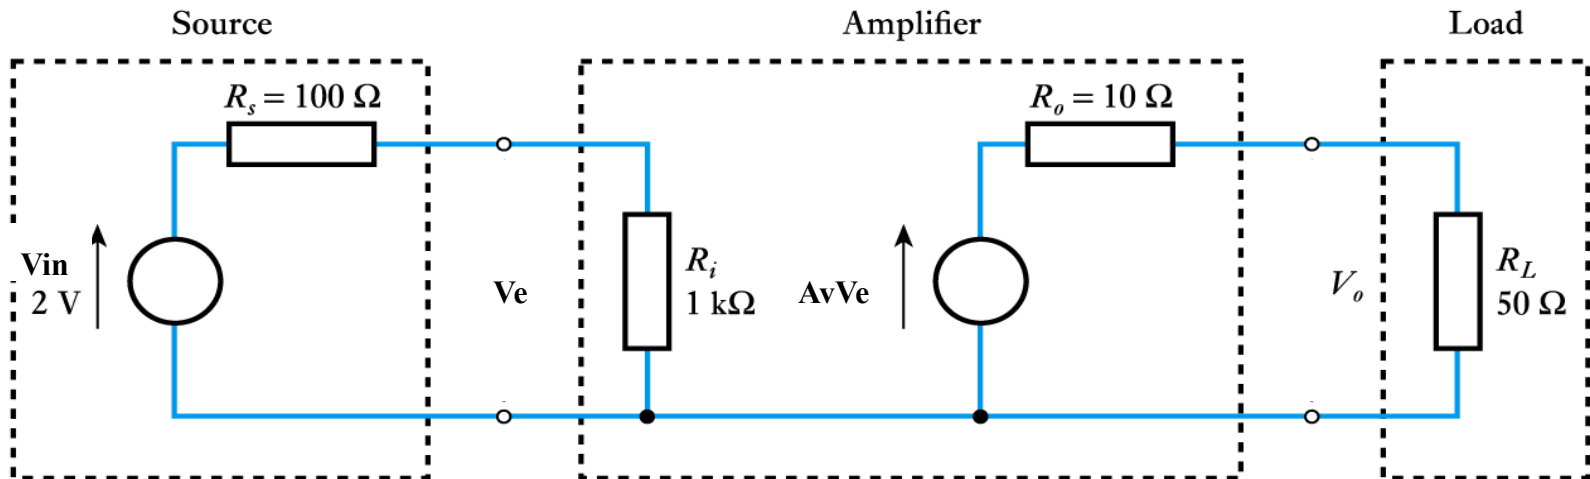 Source
Amplifier
Load
Rs = 100 Ω
Ro = 10 Ω
Vin
2 V
Ve
Ri
1 kΩ
AvVe
Vo
RL
50 Ω